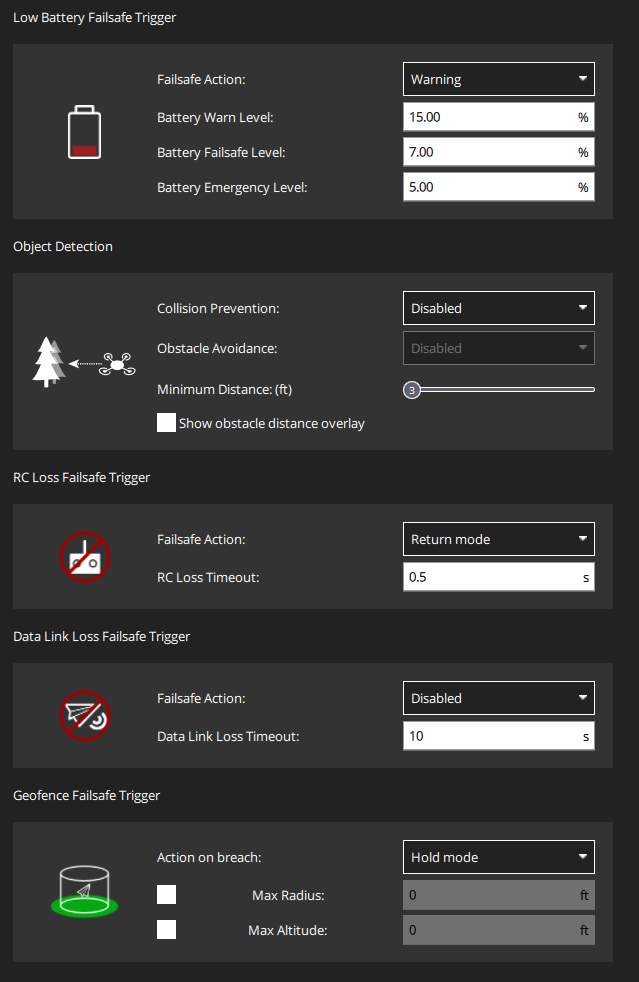 Low Battery Failsafe Trigger
Failsafe Action: Warning
Battery Warn Level: 15.00 %
Battery Failsafe Level: 7.00 %
Battery Emergency Level: 5.00 %
Object Detection
Collision Prevention: Disabled
Obstacle Avoidance: Disabled
Minimum Distance: (ft) 3
Show obstacle distance overlay
RC Loss Failsafe Trigger
Failsafe Action: Return mode
RC Loss Timeout: 0.5 s
Data Link Loss Failsafe Trigger
Failsafe Action: Disabled
Data Link Loss Timeout: 10 s
Geofence Failsafe Trigger
Action on breach: Hold mode
Max Radius: 0 ft
Max Altitude: 0 ft